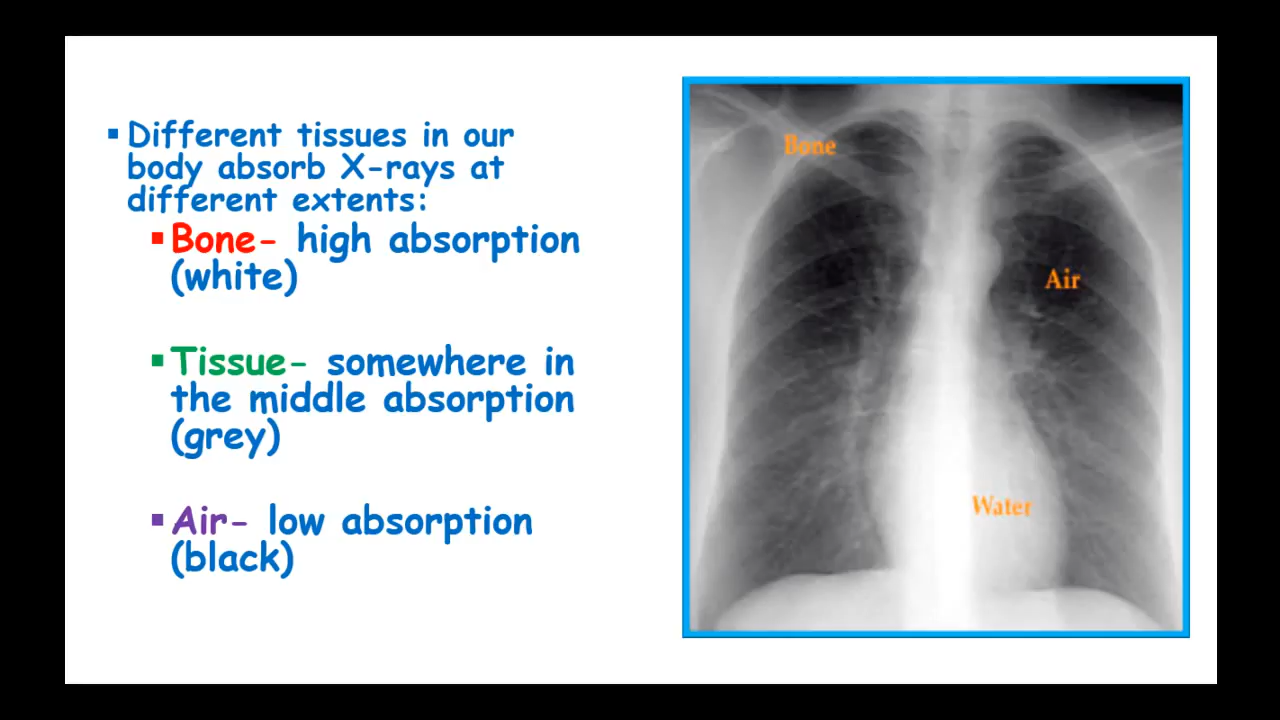 ▪ Different tissues in our
body absorb X-rays at
different extents:
▪ Bone- high absorption
(white)
▪ Tissue- somewhere in
the middle absorption
(grey)
▪ Air- low absorption
(black)
Bone
Air
Water